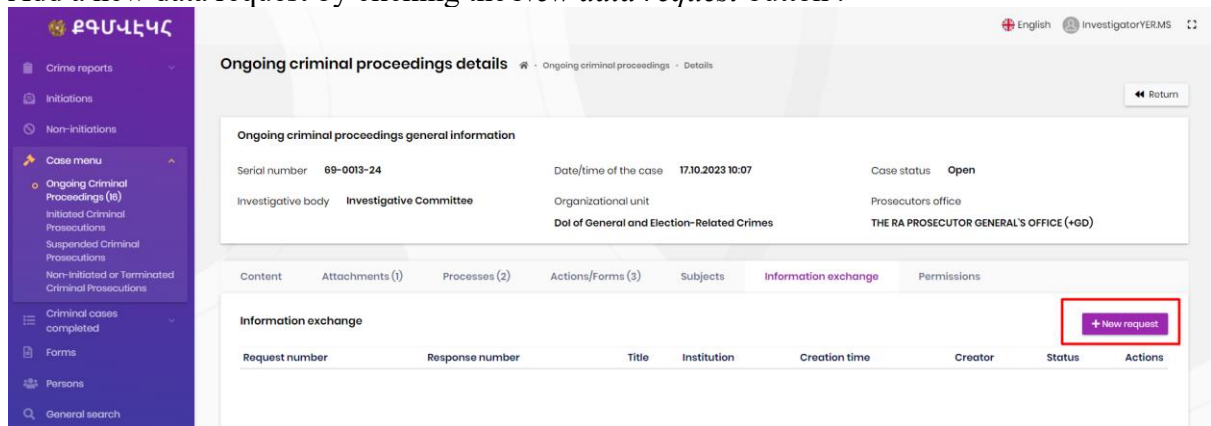 Add a new data request by clicking the New data request button .
ՔԳՄՎԷԿՀ
English InvestigatorYER.MS
Crime reports
Initiations
Non-initiations
Case menu
Ongoing Criminal
Proceedings (16)
Initiated Criminal
Prosecutions
Suspended Criminal
Prosecutions
Non-Initiated or Terminated
Criminal Prosecutions
Criminal cases
completed
Forms
Persons
General search
Ongoing criminal proceedings details - Ongoing criminal proceedings - Details
Return
Ongoing criminal proceedings general information
Serial number 69-0013-24 Date/time of the case 17.10.2023 10:07 Case status Open
Investigative body Investigative Committee Organizational unit Prosecutors office
DoI of General and Election-Related Crimes THE RA PROSECUTOR GENERAL'S OFFICE (+GD)
Content Attachments (1) Processes (2) Actions/Forms (3) Subjects Information exchange Permissions
Information exchange
+ New request
Request number Response number Title Institution Creation time Creator Status Actions